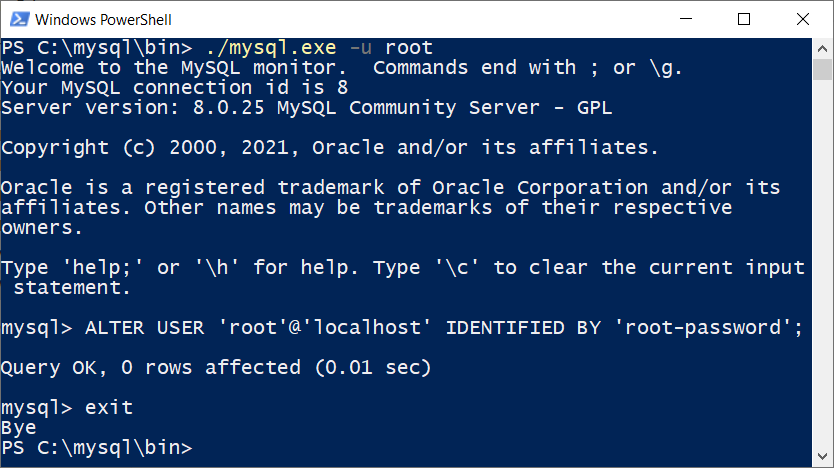 Windows PowerShell
PS C:\mysql\bin> ./mysql.exe -u root
Welcome to the MySQL monitor.  Commands end with ; or \g.
Your MySQL connection id is 8
Server version: 8.0.25 MySQL Community Server - GPL
Copyright (c) 2000, 2021, Oracle and/or its affiliates.
Oracle is a registered trademark of Oracle Corporation and/or its
affiliates. Other names may be trademarks of their respective
owners.
Type 'help;' or '\h' for help. Type '\c' to clear the current input
 statement.
mysql> ALTER USER 'root'@'localhost' IDENTIFIED BY 'root-password';
Query OK, 0 rows affected (0.01 sec)
mysql> exit
Bye
PS C:\mysql\bin>